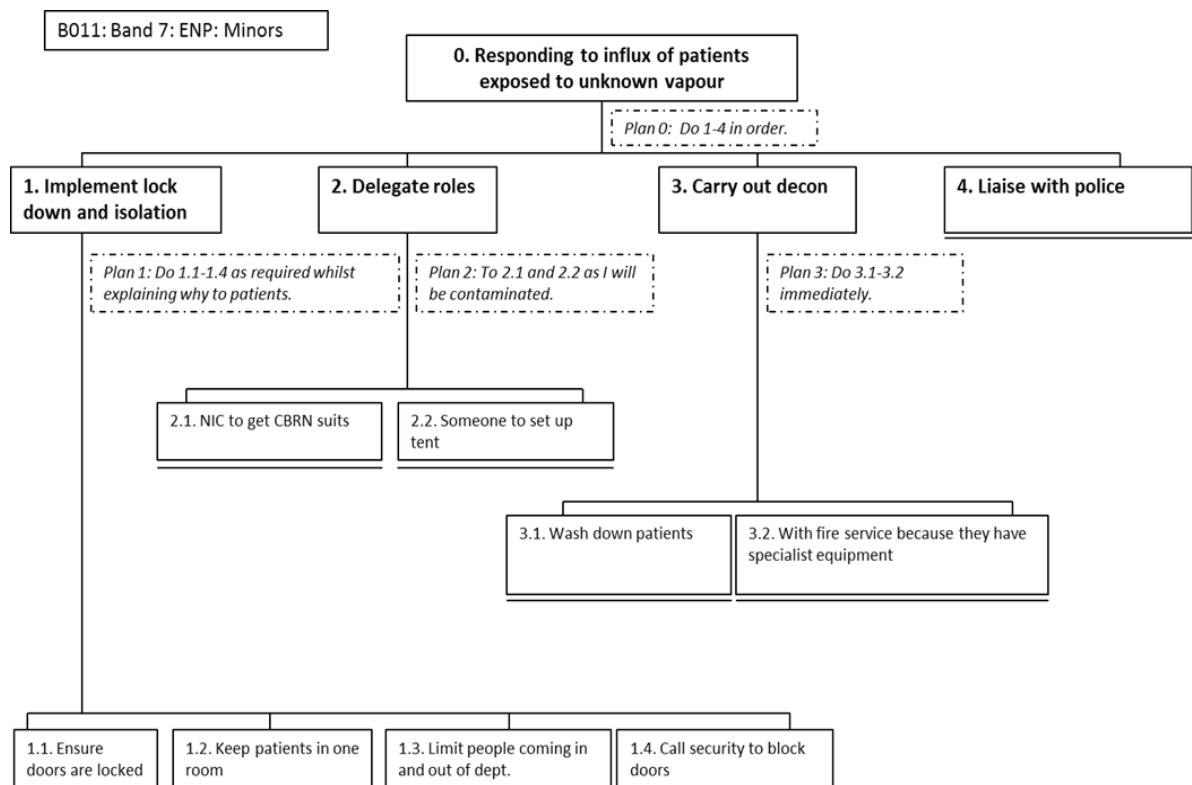 B011: Band 7: ENP: Minors
0. Responding to influx of patients
exposed to unknown vapour
Plan 0: Do 1-4 in order.
1. Implement lock
down and isolation
2. Delegate roles
3. Carry out decon
4. Liaise with police
Plan 1: Do 1.1-1.4 as required whilst
explaining why to patients.
Plan 2: To 2.1 and 2.2 as I will
be contaminated.
Plan 3: Do 3.1-3.2
immediately.
2.1. NIC to get CBRN suits
2.2. Someone to set up
tent
3.1. Wash down patients
3.2. With fire service because they have
specialist equipment
1.1. Ensure
doors are locked
1.2. Keep patients in one
room
1.3. Limit people coming in
and out of dept.
1.4. Call security to block
doors